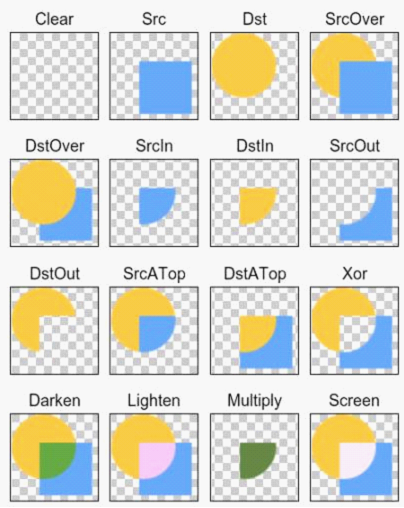 Clear Src Dst SrcOver
DstOver SrcIn DstIn SrcOut
DstOut SrcATop DstATop Xor
Darken Lighten Multiply Screen